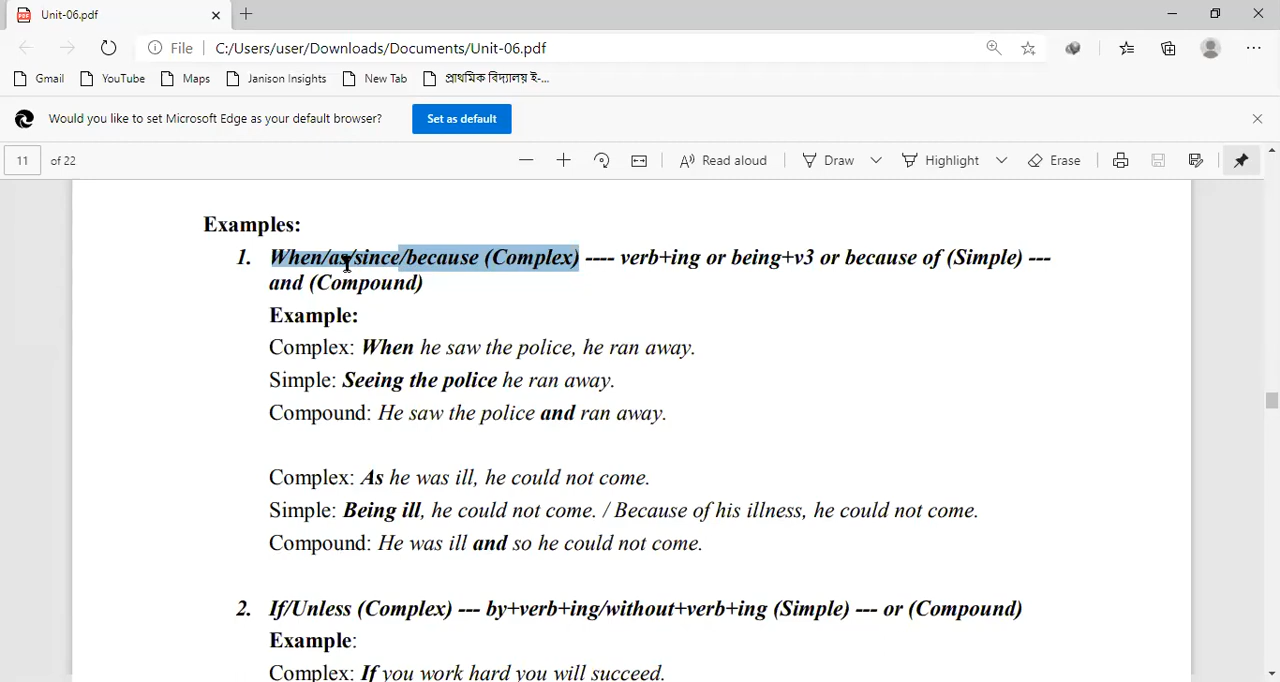 Unit-06.pdf
File C:/Users/user/Downloads/Documents/Unit-06.pdf
Gmail YouTube Maps Janison Insights New Tab প্রাথমিক বিদ্যালয় ই-...
Would you like to set Microsoft Edge as your default browser? Set as default
11 of 22 Read aloud Draw Highlight Erase
Examples:
1. When/as/since/because (Complex) ---- verb+ing or being+v3 or because of (Simple) ---
and (Compound)
Example:
Complex: When he saw the police, he ran away.
Simple: Seeing the police he ran away.
Compound: He saw the police and ran away.
Complex: As he was ill, he could not come.
Simple: Being ill, he could not come. / Because of his illness, he could not come.
Compound: He was ill and so he could not come.
2. If/Unless (Complex) --- by+verb+ing/without+verb+ing (Simple) --- or (Compound)
Example:
Complex: If you work hard you will succeed.